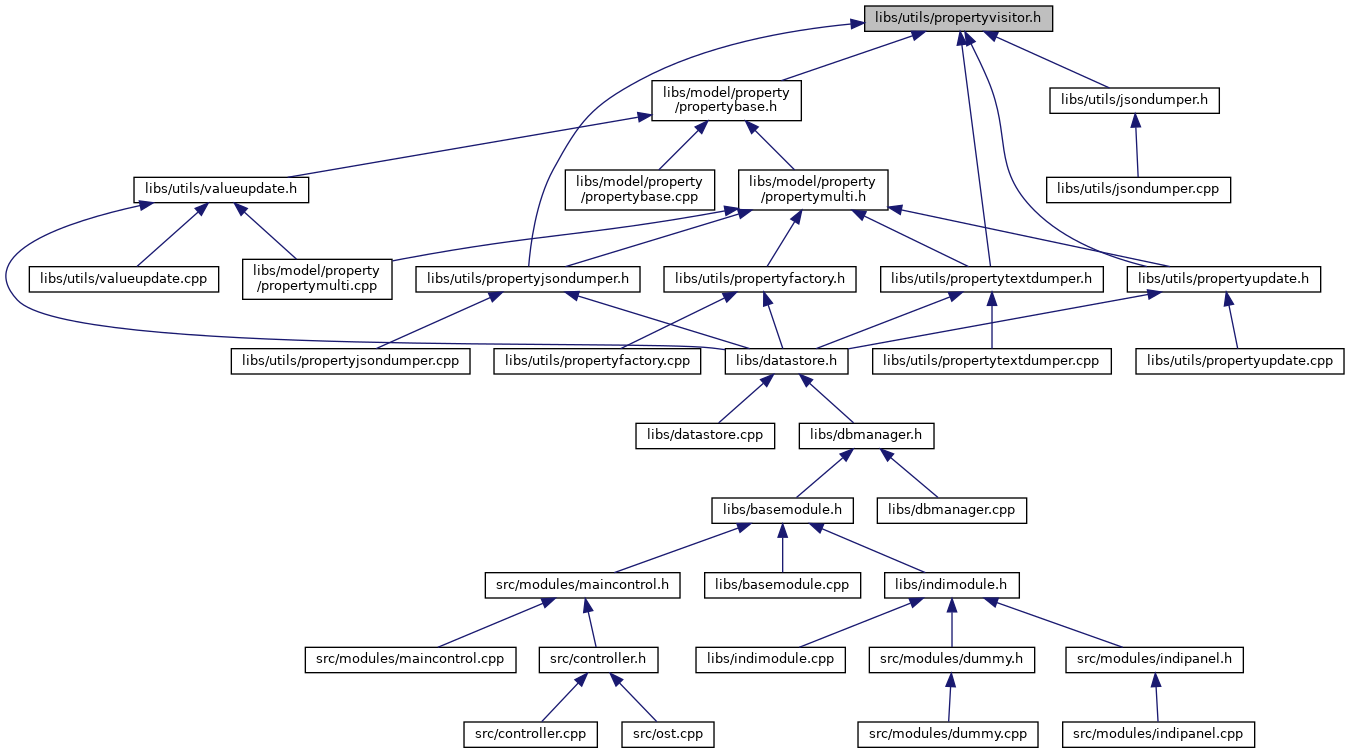 libs/utils/propertyvisitor.h
libs/model/property
/propertybase.h
libs/utils/jsondumper.h
libs/utils/valueupdate.h
libs/model/property
/propertybase.cpp
libs/model/property
/propertymulti.h
libs/utils/jsondumper.cpp
libs/utils/valueupdate.cpp
libs/model/property
/propertymulti.cpp
libs/utils/propertyjsondumper.h
libs/utils/propertyfactory.h
libs/utils/propertytextdumper.h
libs/utils/propertyupdate.h
libs/utils/propertyjsondumper.cpp
libs/utils/propertyfactory.cpp
libs/datastore.h
libs/utils/propertytextdumper.cpp
libs/utils/propertyupdate.cpp
libs/datastore.cpp
libs/dbmanager.h
libs/basemodule.h
libs/dbmanager.cpp
src/modules/maincontrol.h
libs/basemodule.cpp
libs/indimodule.h
src/modules/maincontrol.cpp
src/controller.h
libs/indimodule.cpp
src/modules/dummy.h
src/modules/indipanel.h
src/controller.cpp
src/ost.cpp
src/modules/dummy.cpp
src/modules/indipanel.cpp